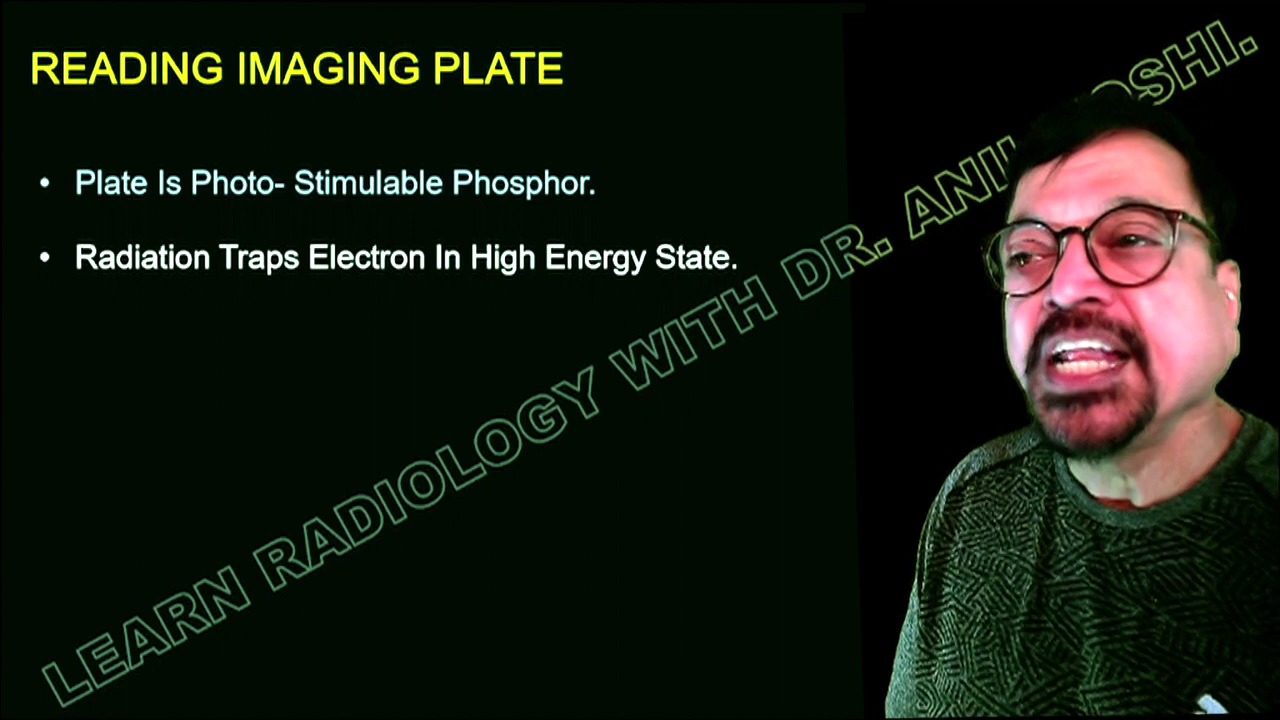 READING IMAGING PLATE
• Plate Is Photo- Stimulable Phosphor.
• Radiation Traps Electron In High Energy State.
LEARN RADIOLOGY WITH DR. ANI OSHI.